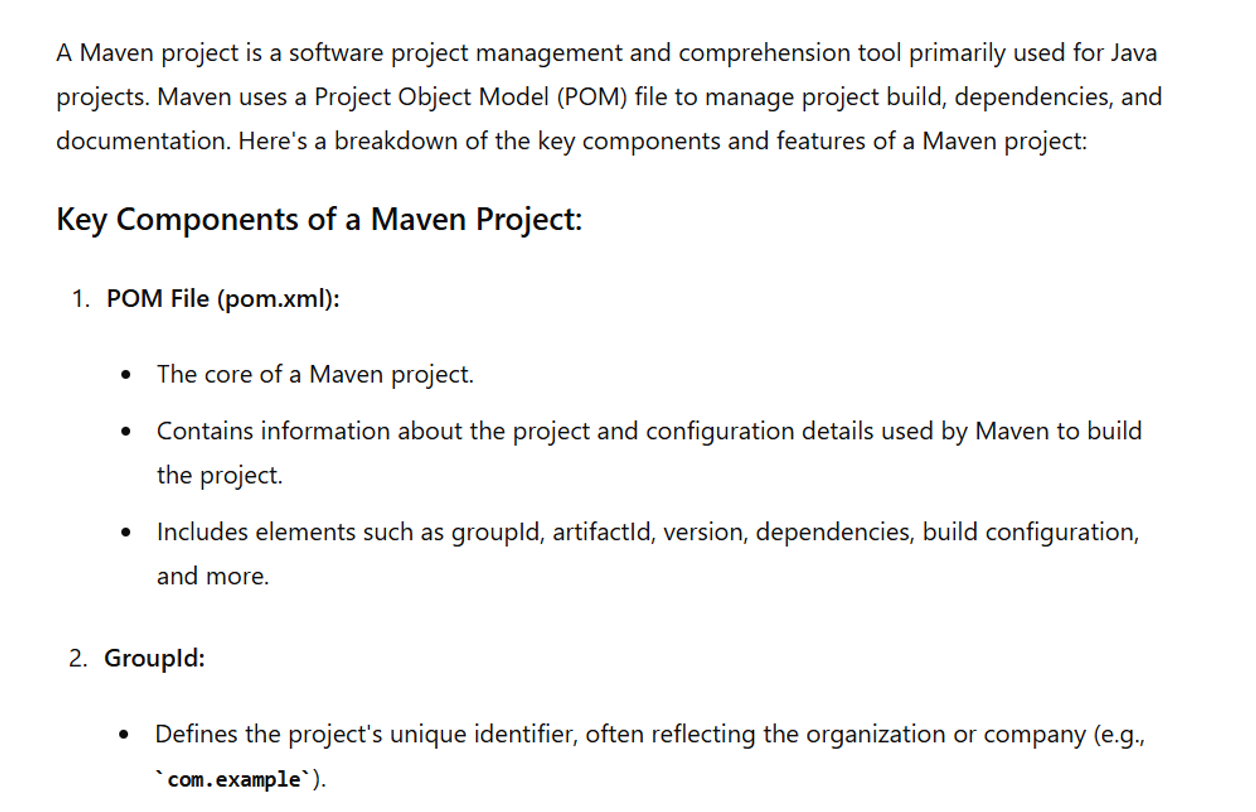 A Maven project is a software project management and comprehension tool primarily used for Java
projects. Maven uses a Project Object Model (POM) file to manage project build, dependencies, and
documentation. Here's a breakdown of the key components and features of a Maven project:
Key Components of a Maven Project:
1. POM File (pom.xml):
• The core of a Maven project.
• Contains information about the project and configuration details used by Maven to build
the project.
• Includes elements such as groupId, artifactId, version, dependencies, build configuration,
and more.
2. GroupId:
• Defines the project's unique identifier, often reflecting the organization or company (e.g.,
`com.example`).